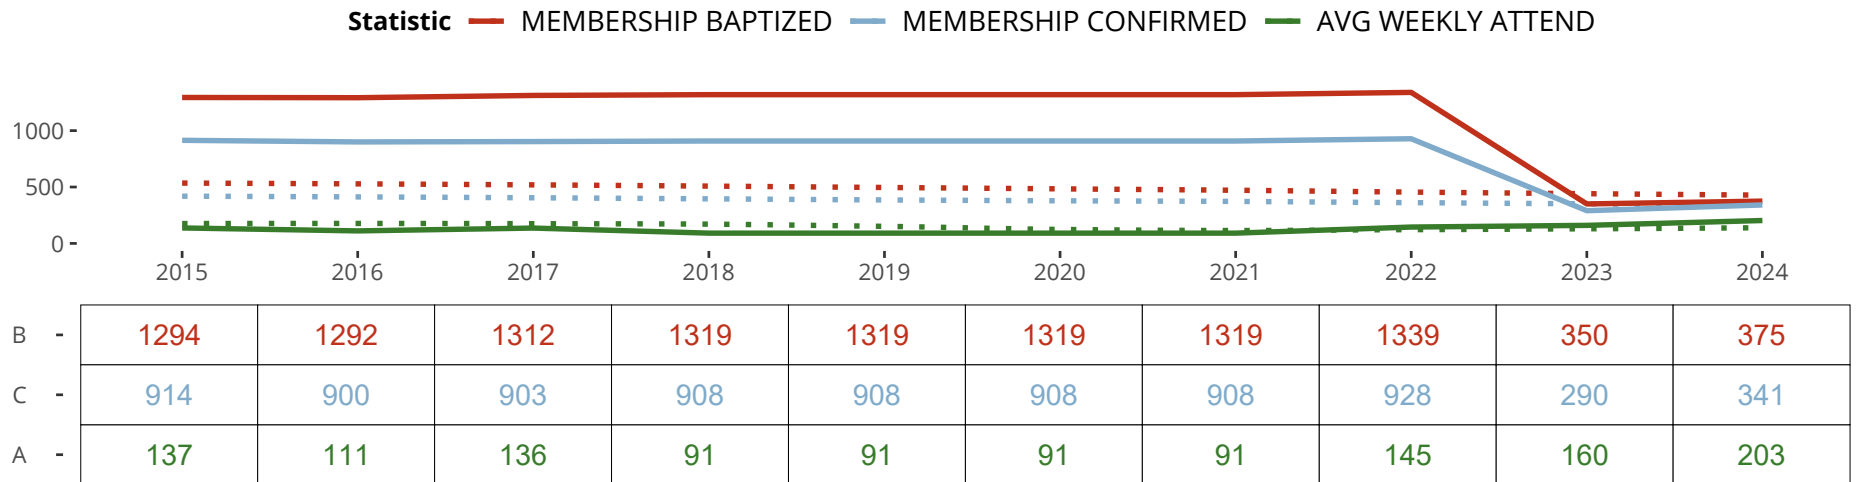 Statistic MEMBERSHIP BAPTIZED MEMBERSHIP CONFIRMED AVG WEEKLY ATTEND
1000
500
0
2015 2016 2017 2018 2019 2020 2021 2022 2023 2024
B 1294 1292 1312 1319 1319 1319 1319 1339 350 375
C 914 900 903 908 908 908 908 928 290 341
A 137 111 136 91 91 91 91 145 160 203